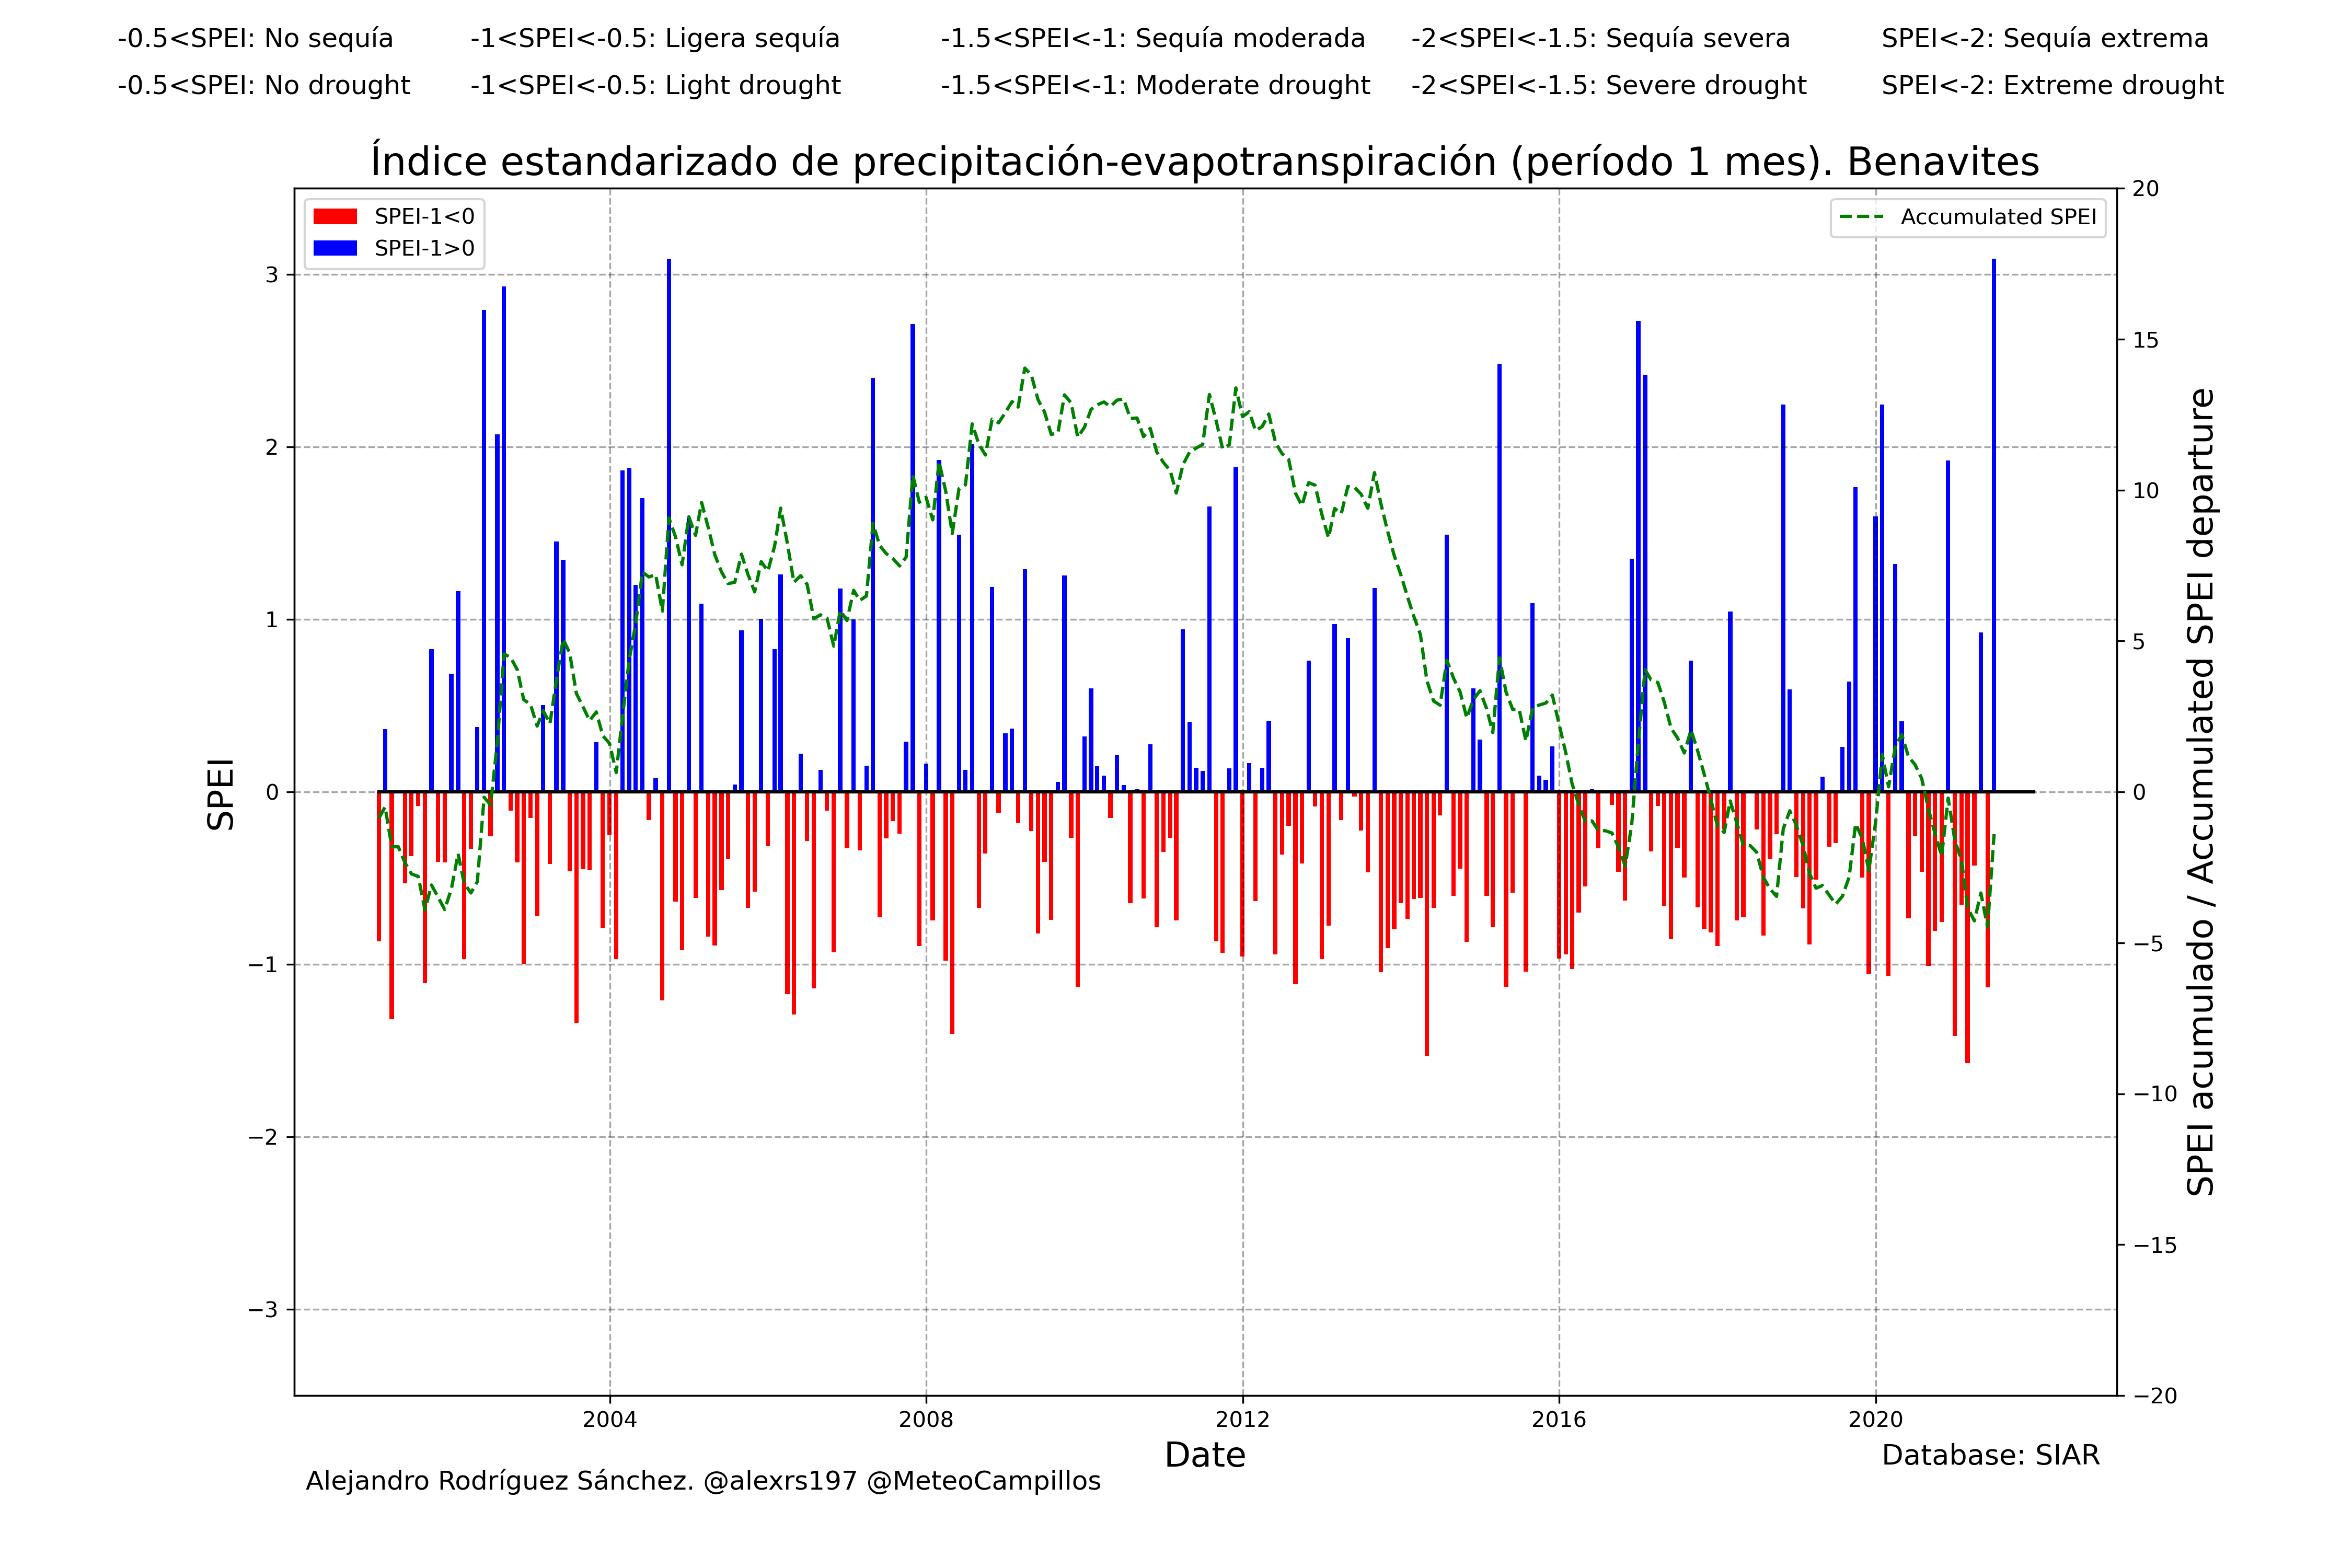 -0.5<SPEI: No sequía -1<SPEI<-0.5: Ligera sequía -1.5<SPEI<-1: Sequía moderada -2<SPEI<-1.5: Sequía severa SPEI<-2: Sequía extrema
-0.5<SPEI: No drought -1<SPEI<-0.5: Light drought -1.5<SPEI<-1: Moderate drought -2<SPEI<-1.5: Severe drought SPEI<-2: Extreme drought
Índice estandarizado de precipitación-evapotranspiración (período 1 mes). Benavites
SPEI-1<0
SPEI-1>0
Accumulated SPEI
SPEI
3
2
1
0
−1
−2
−3
20
15
10
5
0
−5
−10
−15
−20
SPEI acumulado / Accumulated SPEI departure
2004 2008 2012 2016 2020
Date
Database: SIAR
Alejandro Rodríguez Sánchez. @alexrs197 @MeteoCampillos